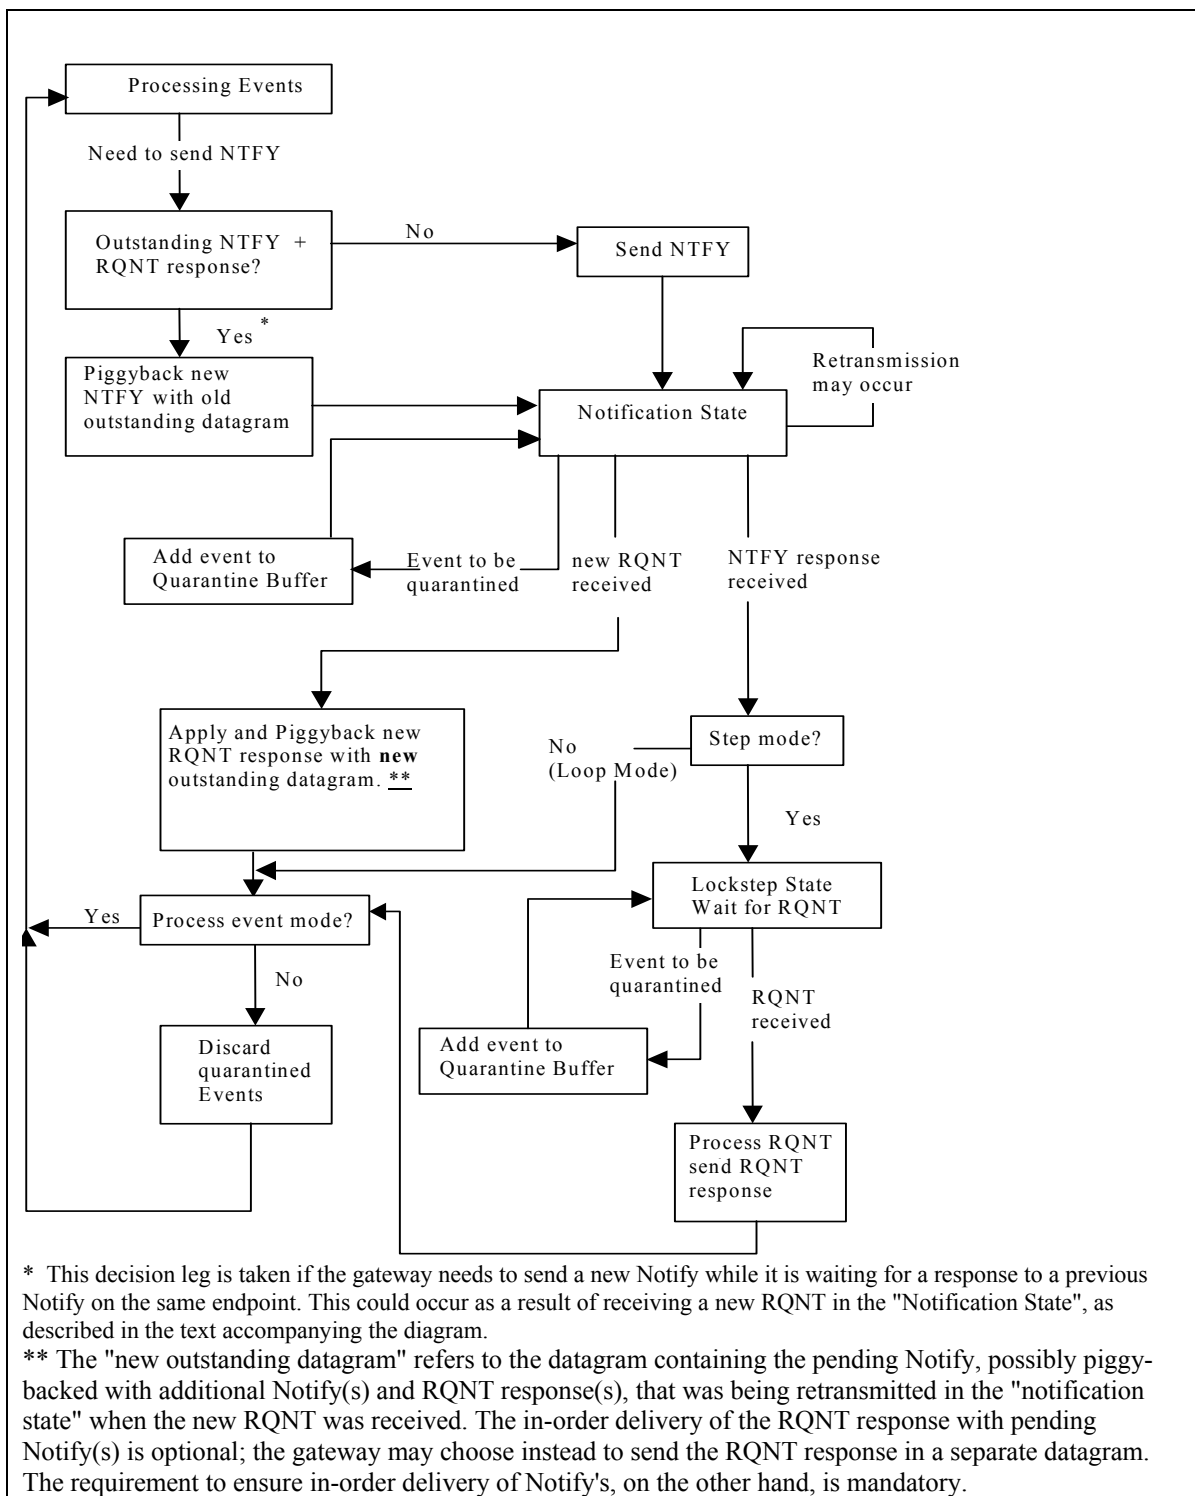 Processing Events
Need to send NTFY
Outstanding NTFY +
RQNT response?
No
Send NTFY
Yes *
Piggyback new
NTFY with old
outstanding datagram
Notification State
Retransmission
may occur
Add event to
Quarantine Buffer
Event to be
quarantined
new RQNT
received
NTFY response
received
Apply and Piggyback new
RQNT response with new
outstanding datagram. **
No
(Loop Mode)
Step mode?
Yes
Lockstep State
Wait for RQNT
Yes
Process event mode?
No
Event to be
quarantined
RQNT
received
Discard
quarantined
Events
Add event to
Quarantine Buffer
Process RQNT
send RQNT
response
* This decision leg is taken if the gateway needs to send a new Notify while it is waiting for a response to a previous
Notify on the same endpoint. This could occur as a result of receiving a new RQNT in the "Notification State", as
described in the text accompanying the diagram.
** The "new outstanding datagram" refers to the datagram containing the pending Notify, possibly piggy-
backed with additional Notify(s) and RQNT response(s), that was being retransmitted in the "notification
state" when the new RQNT was received. The in-order delivery of the RQNT response with pending
Notify(s) is optional; the gateway may choose instead to send the RQNT response in a separate datagram.
The requirement to ensure in-order delivery of Notify's, on the other hand, is mandatory.